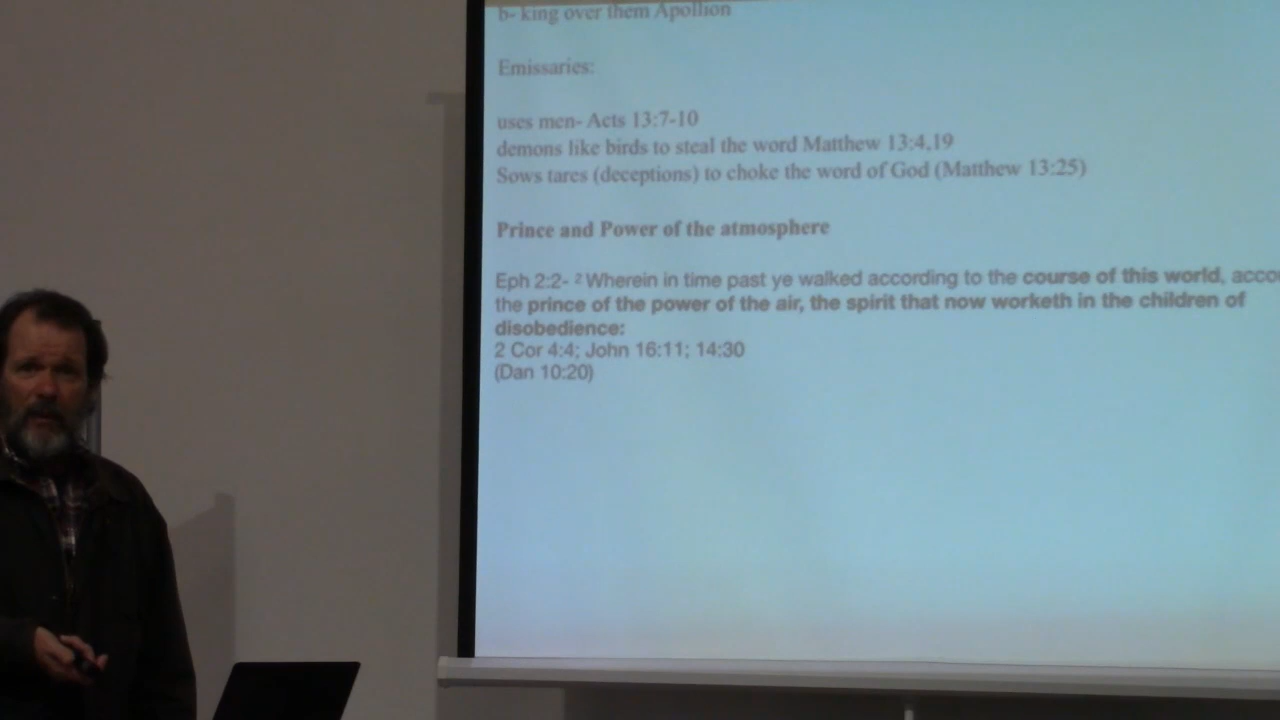 b- king over them Apollion
Emissaries:
uses men- Acts 13:7-10
demons like birds to steal the word Matthew 13:4,19
Sows tares (deceptions) to choke the word of God (Matthew 13:25)
Prince and Power of the atmosphere
Eph 2:2- ² Wherein in time past ye walked according to the course of this world, acco
the prince of the power of the air, the spirit that now worketh in the children of
disobedience:
2 Cor 4:4; John 16:11; 14:30
(Dan 10:20)